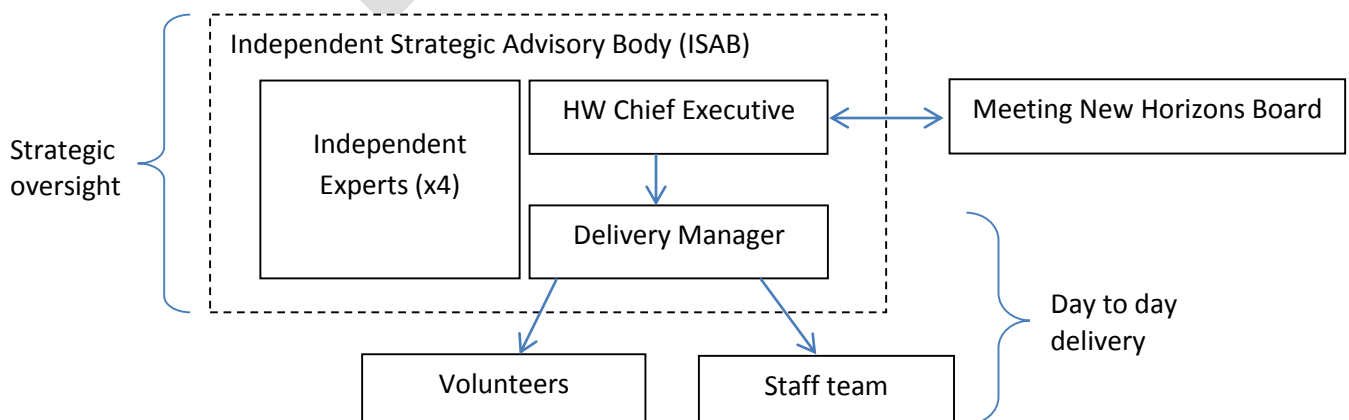 Independent Strategic Advisory Body (ISAB)
HW Chief Executive
Meeting New Horizons Board
Independent
Experts (x4)
Strategic
oversight
Delivery Manager
Day to day
delivery
Volunteers
Staff team